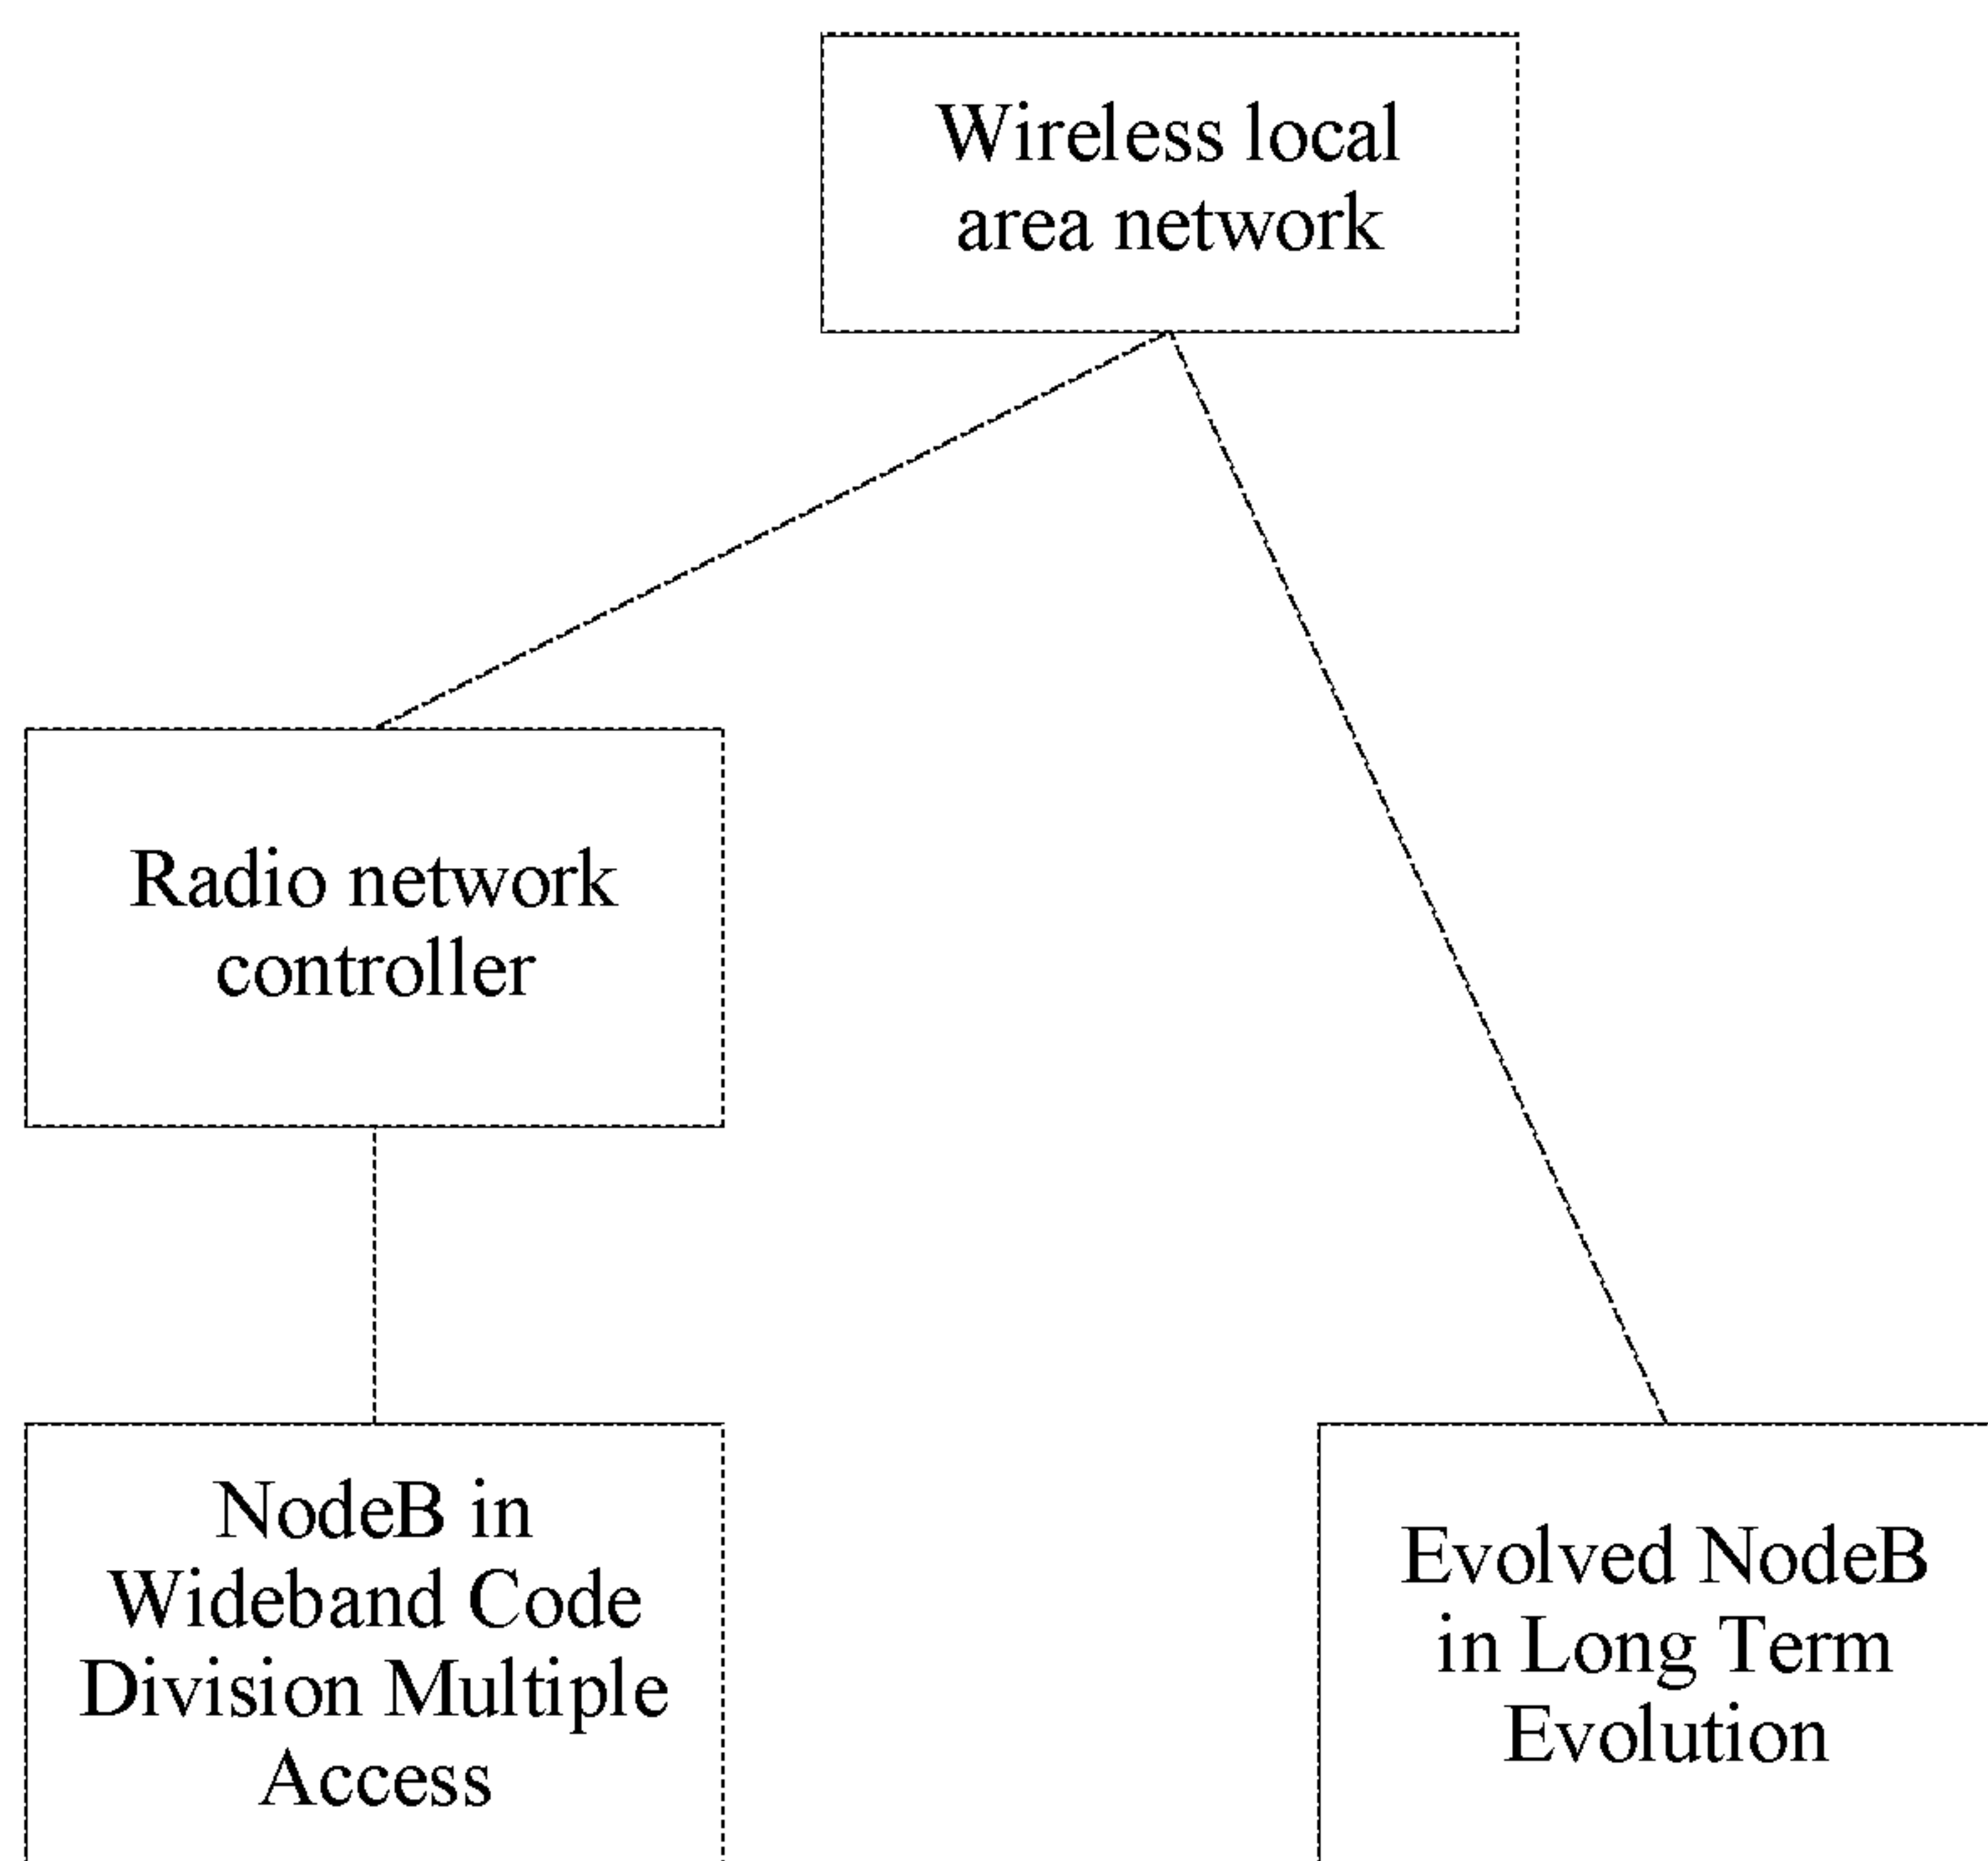 Wireless local
area network
Radio network
controller
NodeB in
Wideband Code
Division Multiple
Access
Evolved NodeB
in Long Term
Evolution